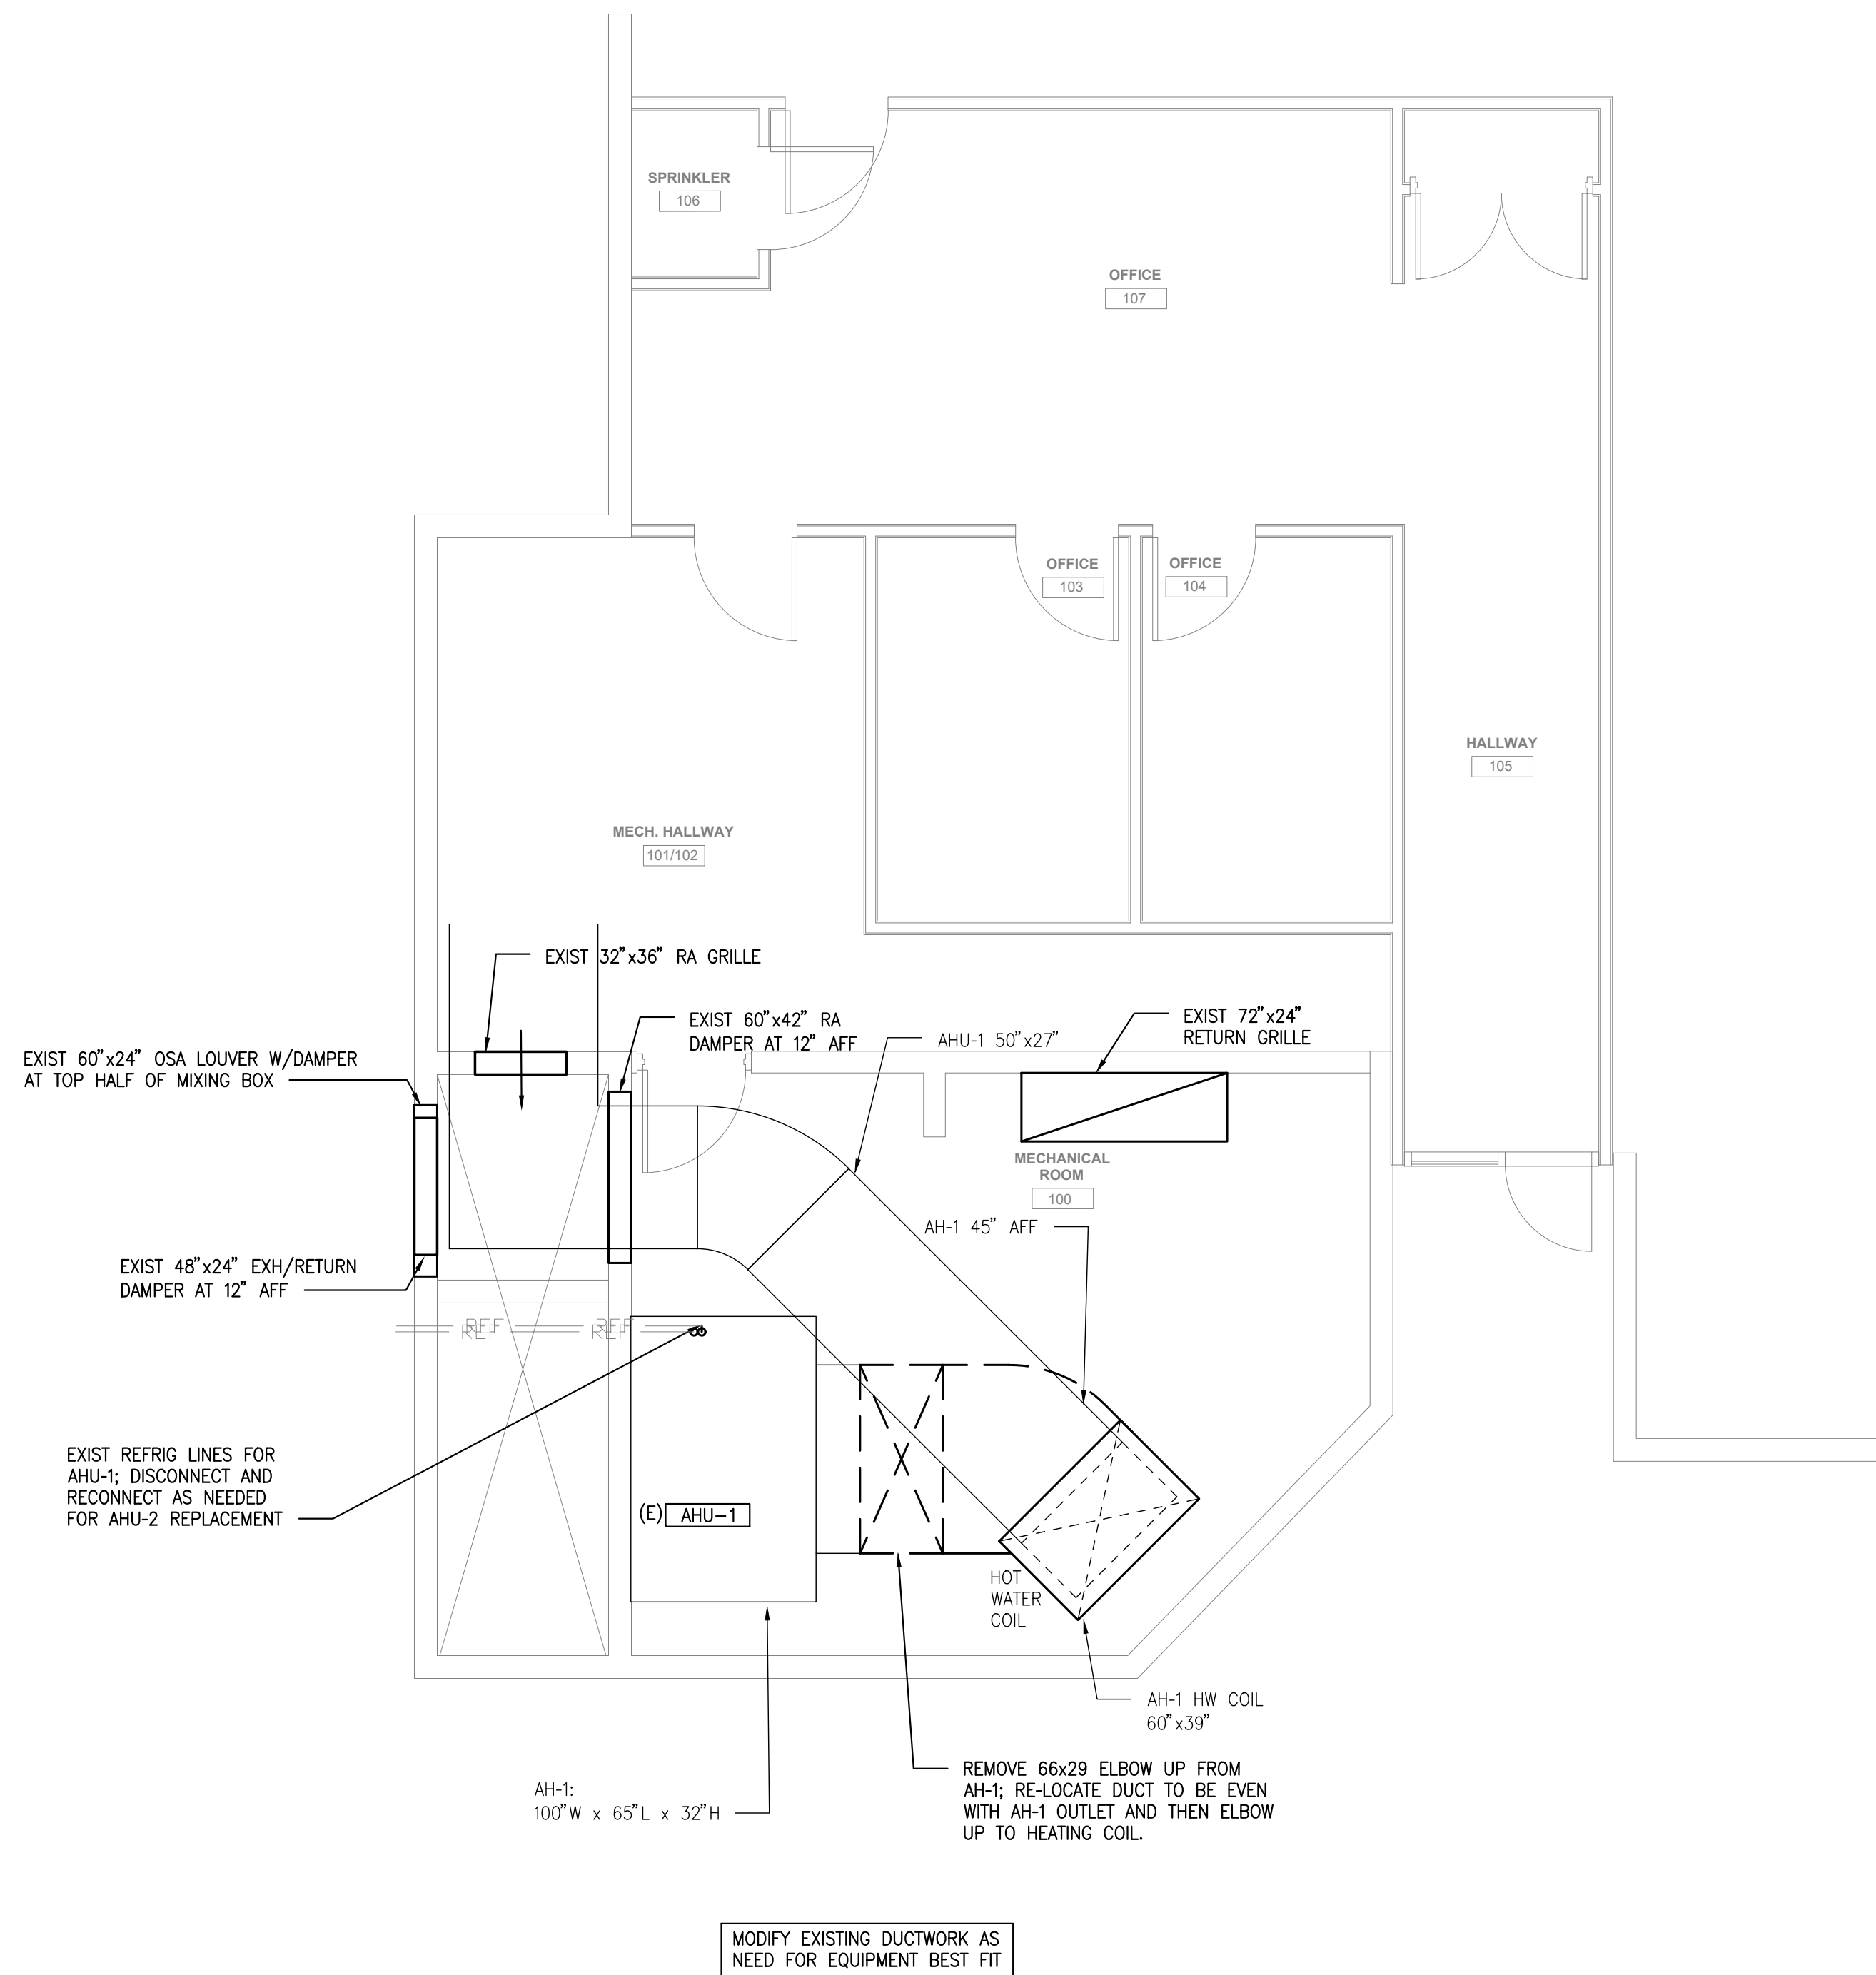 SPRINKLER
106
OFFICE
107
OFFICE
103
OFFICE
104
HALLWAY
105
MECH. HALLWAY
101/102
EXIST 32"x36" RA GRILLE
EXIST 60"x42" RA
DAMPER AT 12" AFF
AHU-1 50"x27"
EXIST 72"x24"
RETURN GRILLE
EXIST 60"x24" OSA LOUVER W/DAMPER
AT TOP HALF OF MIXING BOX
MECHANICAL
ROOM
100
AH-1 45" AFF
EXIST 48"x24" EXH/RETURN
DAMPER AT 12" AFF
REF
REF
REF
REF
EXIST REFRIG LINES FOR
AHU-1; DISCONNECT AND
RECONNECT AS NEEDED
FOR AHU-2 REPLACEMENT
(E) AHU-1
HOT
WATER
COIL
AH-1 HW COIL
60"x39"
REMOVE 66x29 ELBOW UP FROM
AH-1; RE-LOCATE DUCT TO BE EVEN
WITH AH-1 OUTLET AND THEN ELBOW
UP TO HEATING COIL.
AH-1:
100"W x 65"L x 32"H
MODIFY EXISTING DUCTWORK AS
NEED FOR EQUIPMENT BEST FIT